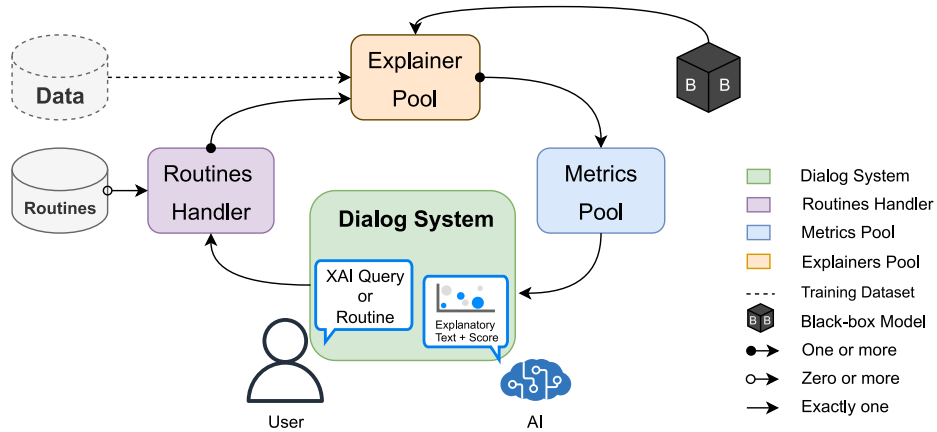 Data
Explainer
Pool
B B
Routines
Routines
Handler
Metrics
Pool
Dialog System
XAI Query
or
Routine
Explanatory
Text + Score
User
AI
Dialog System
Routines Handler
Metrics Pool
Explainers Pool
Training Dataset
B B
Black-box Model
One or more
Zero or more
Exactly one